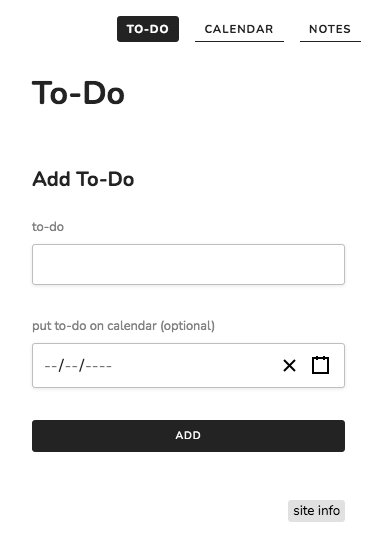 TO-DO CALENDAR NOTES
To-Do
Add To-Do
to-do
put to-do on calendar (optional)
--/--/----
ADD
site info